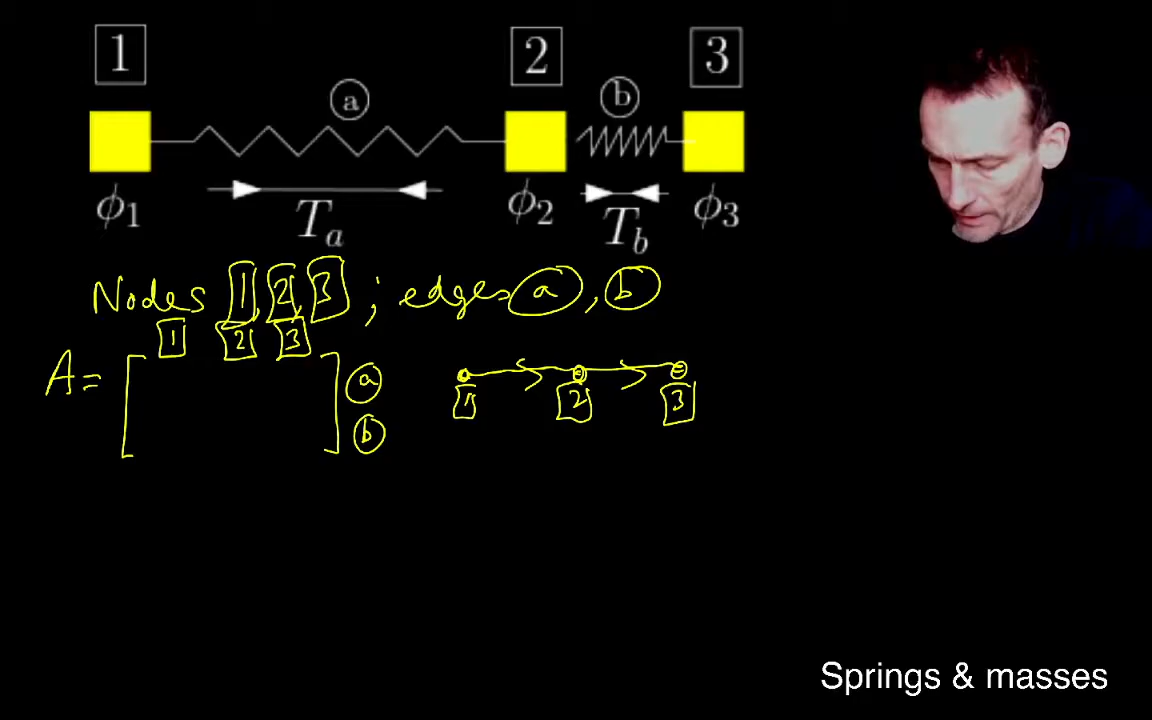 1 2 3
a b
ϕ₁ Tₐ ϕ₂ T_b ϕ₃
Nodes 1, 2, 3 ; edges a, b
1 2 3
A = [ ] a
b
1 2 3
Springs & masses